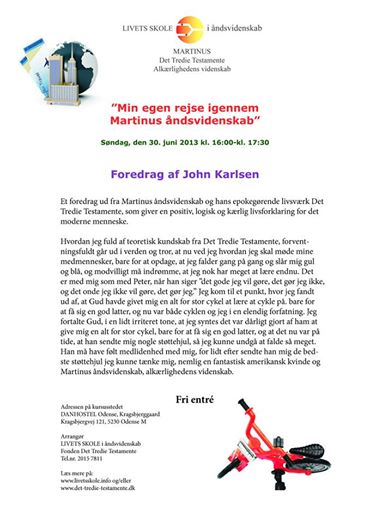 LIVETS SKOLE i åndsvidenskab
MARTINUS
Det Tredie Testamente
Alkærlighedens videnskab
”Min egen rejse igennem
Martinus åndsvidenskab”
Søndag, den 30. juni 2013 kl. 16:00-kl. 17:30
Foredrag af John Karlsen
Et foredrag ud fra Martinus åndsvidenskab og hans epokegørende livsværk Det
Tredie Testamente, som giver en positiv, logisk og kærlig livsforklaring for det
moderne menneske.
Hvordan jeg fuld af teoretisk kundskab fra Det Tredie Testamente, forvent-
ningsfuldt går ud i verden og tror, at nu ved jeg hvordan jeg skal møde mine
medmennesker, bare for at opdage, at jeg falder gang på gang og slår mig gul
og blå, og modvilligt må indrømme, at jeg nok har meget at lære endnu. Det
er med mig som med Peter, når han siger ”det gode jeg vil gøre, det gør jeg ikke,
og det onde jeg ikke vil gøre, det gør jeg.” Jeg kom til et punkt, hvor jeg fandt
ud af, at Gud havde givet mig en alt for stor cykel at lære at cykle på. bare for
at få sig en god latter, og nu var både cyklen og jeg i en elendig forfatning. Jeg
fortalte Gud, i en lidt irriteret tone, at jeg syntes det var dårligt gjort af ham at
give mig en alt for stor cykel, bare for at få sig en god latter, og at det nu var på
tide, at han sendte mig nogle støttehjul, så jeg kunne undgå at falde så meget.
Han må have følt medlidenhed med mig, for lidt efter sendte han mig de bed-
ste støttehjul jeg kunne tænke mig, nemlig en fantastisk amerikansk kvinde og
Martinus åndsvidenskab, alkærlighedens videnskab.
Fri entré
Adressen på kursusstedet
DANHOSTEL Odense, Kragsbjerggaard
Kragsbjergvej 121, 5230 Odense M
Arrangør
LIVETS SKOLE i åndsvidenskab
Fonden Det Tredie Testamente
Tel.nr. 2015 7811
Læs mere på:
www.livetsskole.info og/eller
www.det-tredie-testamente.dk